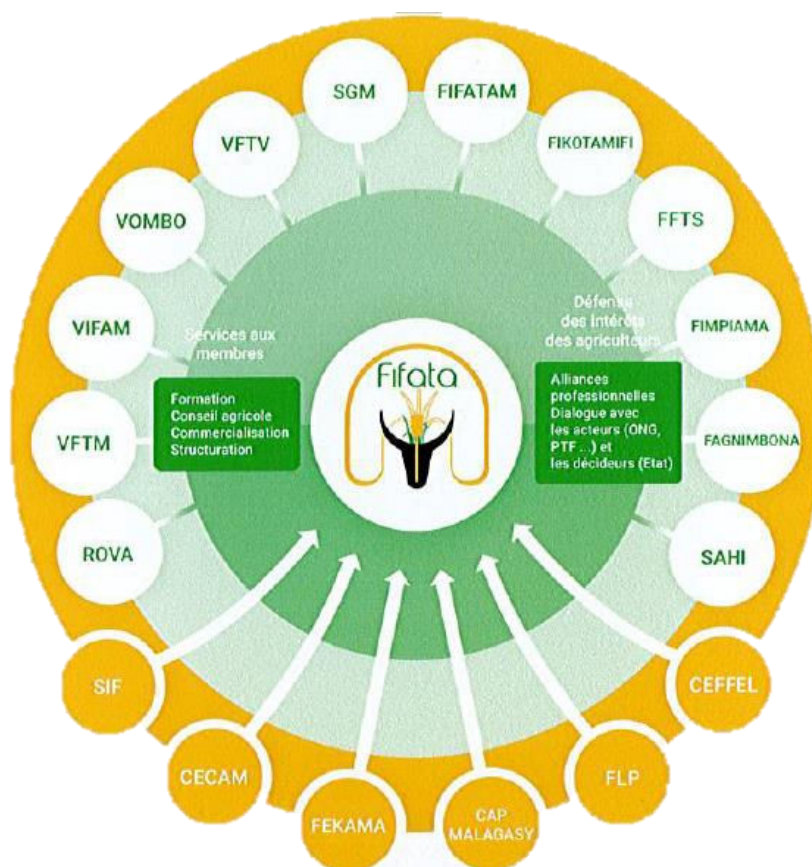 SGM
FIFATAM
VFTV
FIKOTAMIFI
VOMBO
FFTS
VIFAM
FIMPIAMA
VFTM
FAGNIMBONA
ROVA
SAHI
Services aux
membres
Formation
Conseil agricole
Commercialisation
Structuration
Fifata
Défense
des intérêts
des agriculteurs
Alliances
professionnelles
Dialogue avec
les acteurs (ONG,
PTF ...) et
les décideurs (Etat)
SIF
CECAM
FEKAMA
CAP
MALAGASY
FLP
CEFFEL